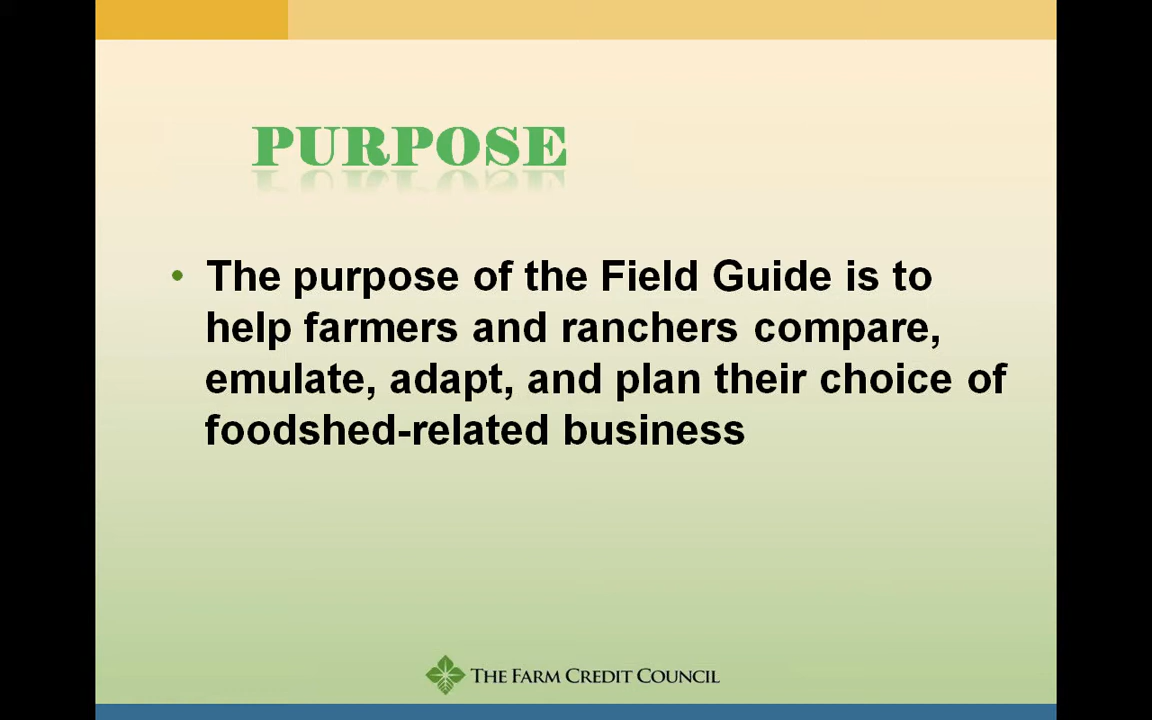 PURPOSE
• The purpose of the Field Guide is to
help farmers and ranchers compare,
emulate, adapt, and plan their choice of
foodshed-related business
THE FARM CREDIT COUNCIL